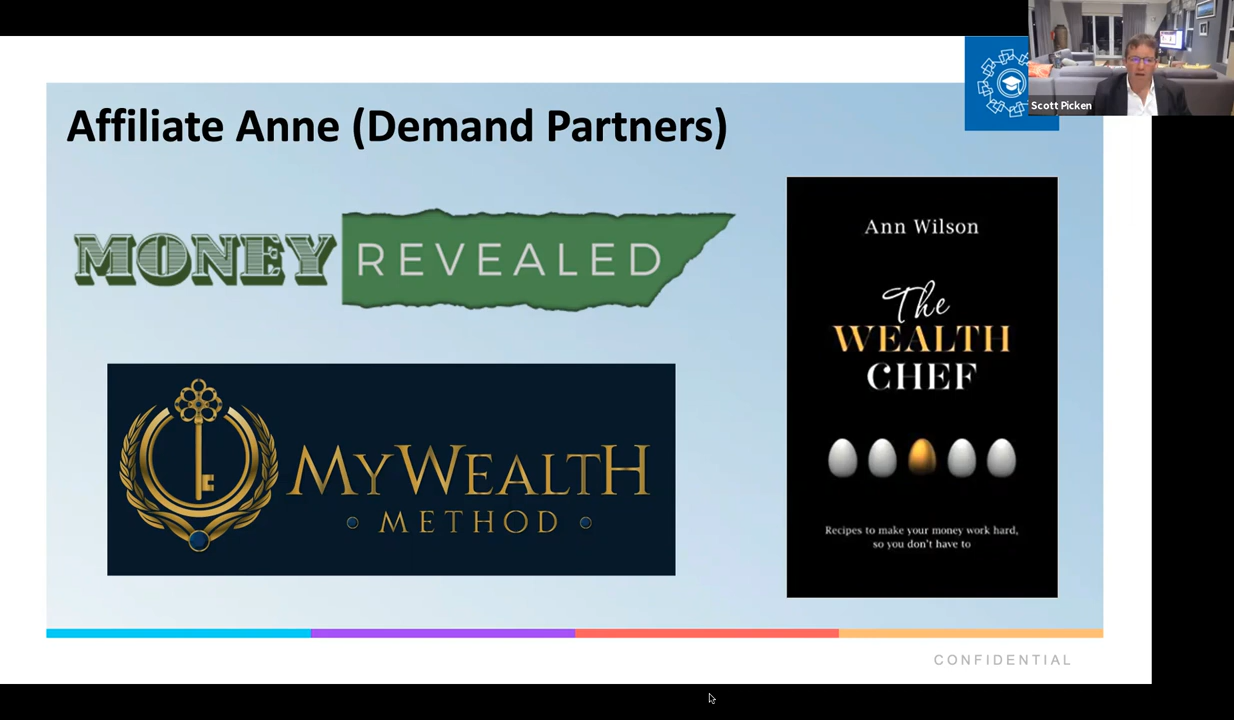 Affiliate Anne (Demand Partners)
Scott Picken
MONEY REVEALED
Ann Wilson
The
WEALTH
CHEF
Recipes to make your money work hard,
so you don't have to
MYWEALTH
• METHOD •
CONFIDENTIAL